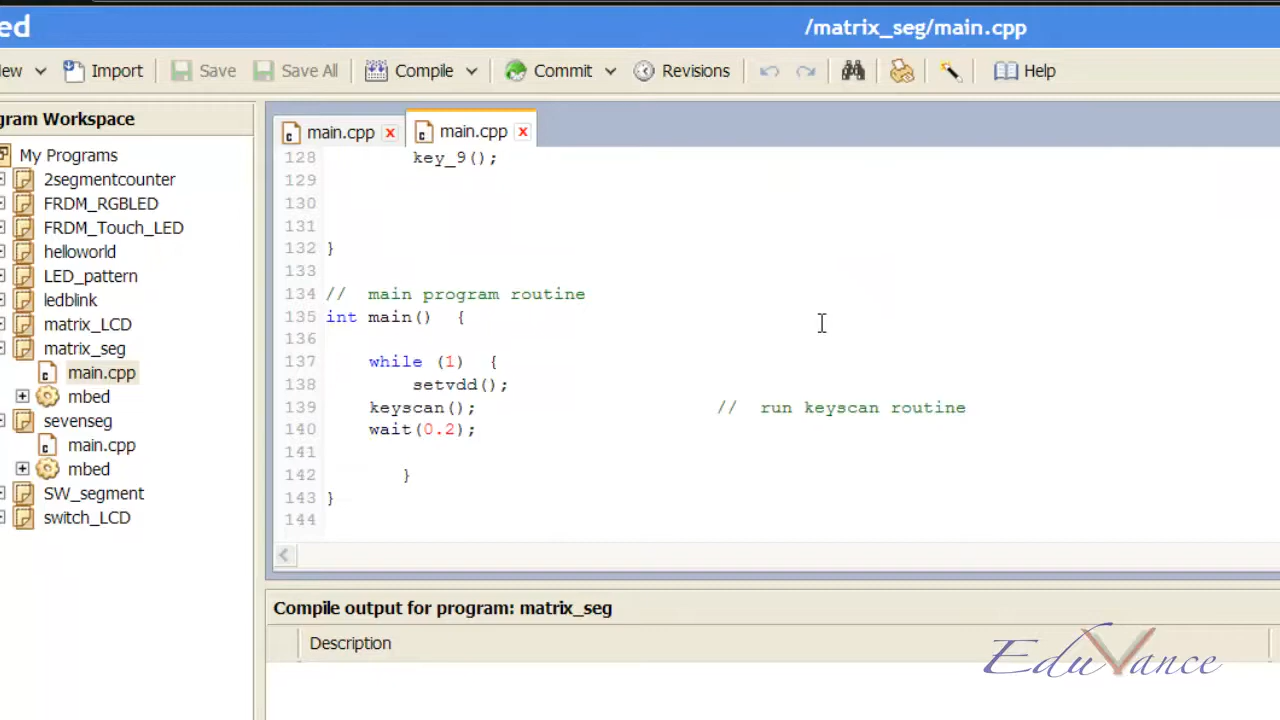 ed
/matrix_seg/main.cpp
ew Import Save Save All Compile Commit Revisions Help
gram Workspace
My Programs
2segmentcounter
FRDM_RGBLED
FRDM_Touch_LED
helloworld
LED_pattern
ledblink
matrix_LCD
matrix_seg
main.cpp
mbed
sevenseg
main.cpp
mbed
SW_segment
switch_LCD
main.cpp x main.cpp x
128 key_9();
129
130
131
132 }
133
134 // main program routine
135 int main() {
136
137 while (1) {
138 setvdd();
139 keyscan(); // run keyscan routine
140 wait(0.2);
141
142 }
143 }
144
Compile output for program: matrix_seg
Description
EduVance